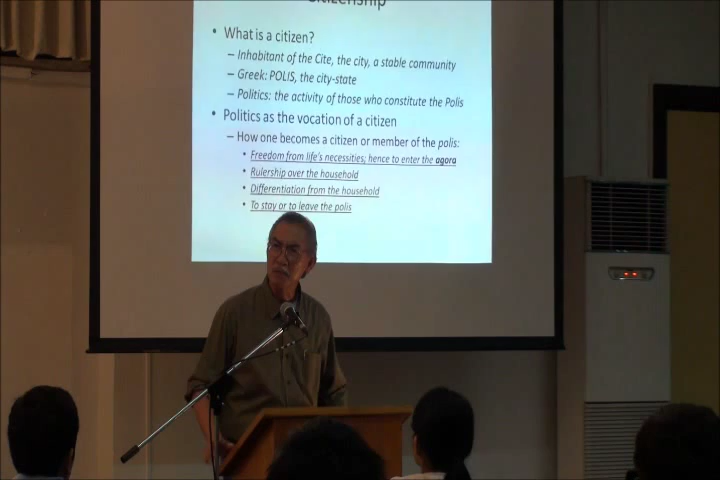 Citizenship
• What is a citizen?
– Inhabitant of the Cite, the city, a stable community
– Greek: POLIS, the city-state
– Politics: the activity of those who constitute the Polis
• Politics as the vocation of a citizen
– How one becomes a citizen or member of the polis:
• Freedom from life's necessities; hence to enter the agora
• Rulership over the household
• Differentiation from the household
• To stay or to leave the polis